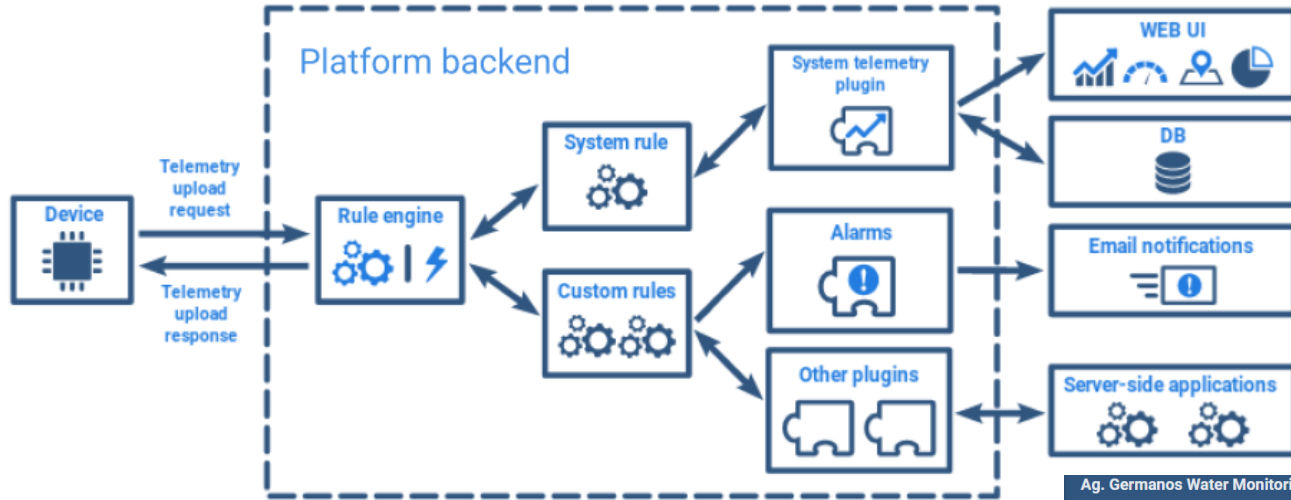 Platform backend
Telemetry
upload
request
Device
Telemetry
upload
response
Rule engine
System rule
Custom rules
System telemetry
plugin
Alarms
Other plugins
WEB UI
DB
Email notifications
Server-side applications
Ag. Germanos Water